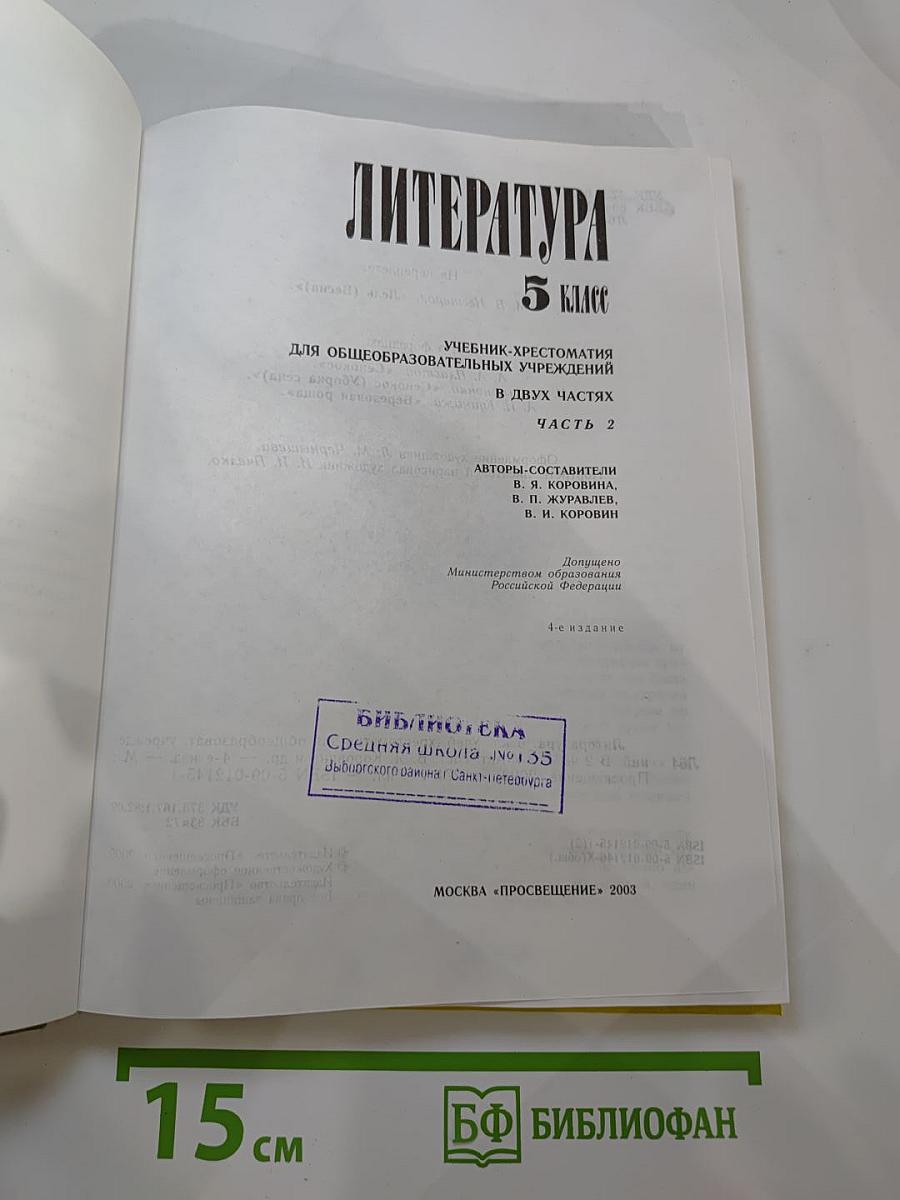 ЛИТЕРАТУРА
5 КЛАСС
УЧЕБНИК-ХРЕСТОМАТИЯ
ДЛЯ ОБЩЕОБРАЗОВАТЕЛЬНЫХ УЧРЕЖДЕНИЙ
В ДВУХ ЧАСТЯХ
ЧАСТЬ 2
АВТОРЫ-СОСТАВИТЕЛИ
В. Я. КОРОВИНА,
В. П. ЖУРАВЛЕВ,
В. И. КОРОВИН
Допущено
Министерством образования
Российской Федерации
4-е издание
БИБЛИОТЕКА
Средняя школа №135
Выборгского района г. Санкт-Петербурга
МОСКВА «ПРОСВЕЩЕНИЕ» 2003
15 см
БФ БИБЛИОФАН